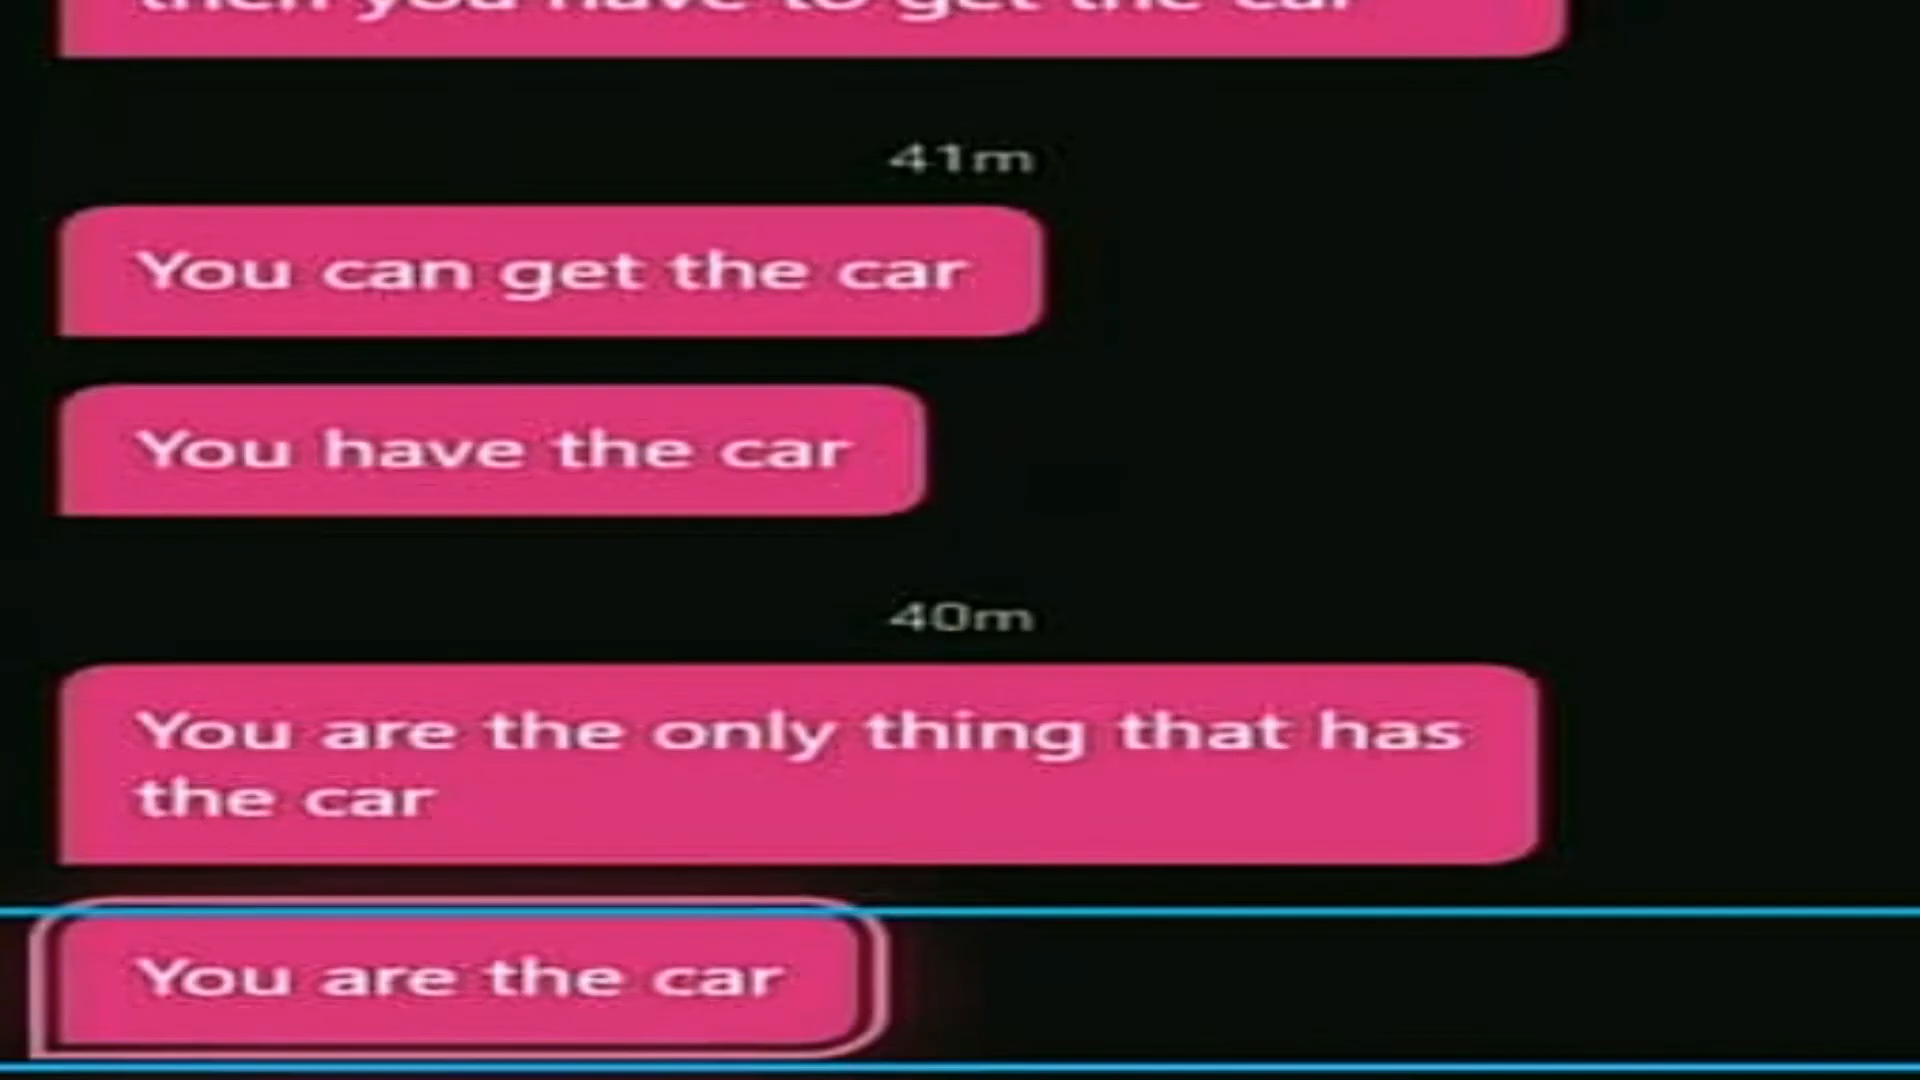 then you have to get the car
41m
You can get the car
You have the car
40m
You are the only thing that has
the car
You are the car